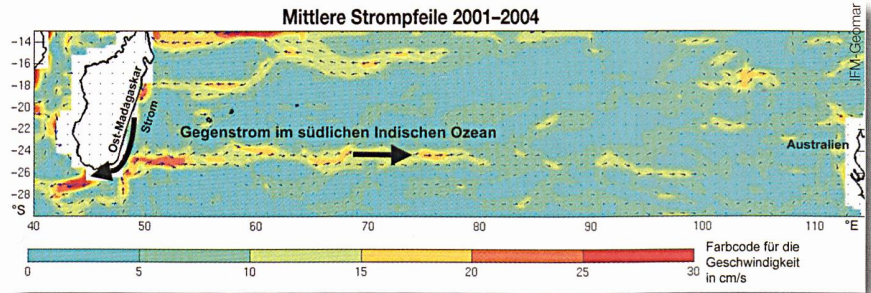 Mittlere Strompfeile 2001–2004
IFM-Geomar
−14
−16
−18
−20
−22
−24
−26
−28
°S
Ost-Madagaskar
Strom
Gegenstrom im südlichen Indischen Ozean
Australien
40 50 60 70 80 90 100 110 °E
0 5 10 15 20 25 30
Farbcode für die
Geschwindigkeit
in cm/s